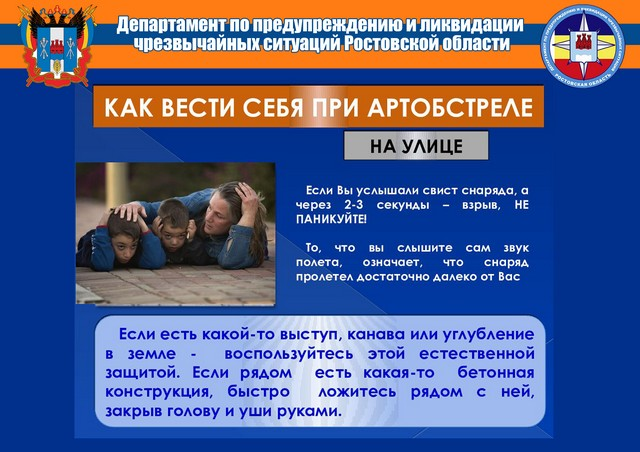 Департамент по предупреждению и ликвидации
чрезвычайных ситуаций Ростовской области
КАК ВЕСТИ СЕБЯ ПРИ АРТОБСТРЕЛЕ
НА УЛИЦЕ
Если Вы услышали свист снаряда, а
через 2-3 секунды – взрыв, НЕ
ПАНИКУЙТЕ!
То, что вы слышите сам звук
полета, означает, что снаряд
пролетел достаточно далеко от Вас
Если есть какой-то выступ, канава или углубление
в земле - воспользуйтесь этой естественной
защитой. Если рядом есть какая-то бетонная
конструкция, быстро ложитесь рядом с ней,
закрыв голову и уши руками.